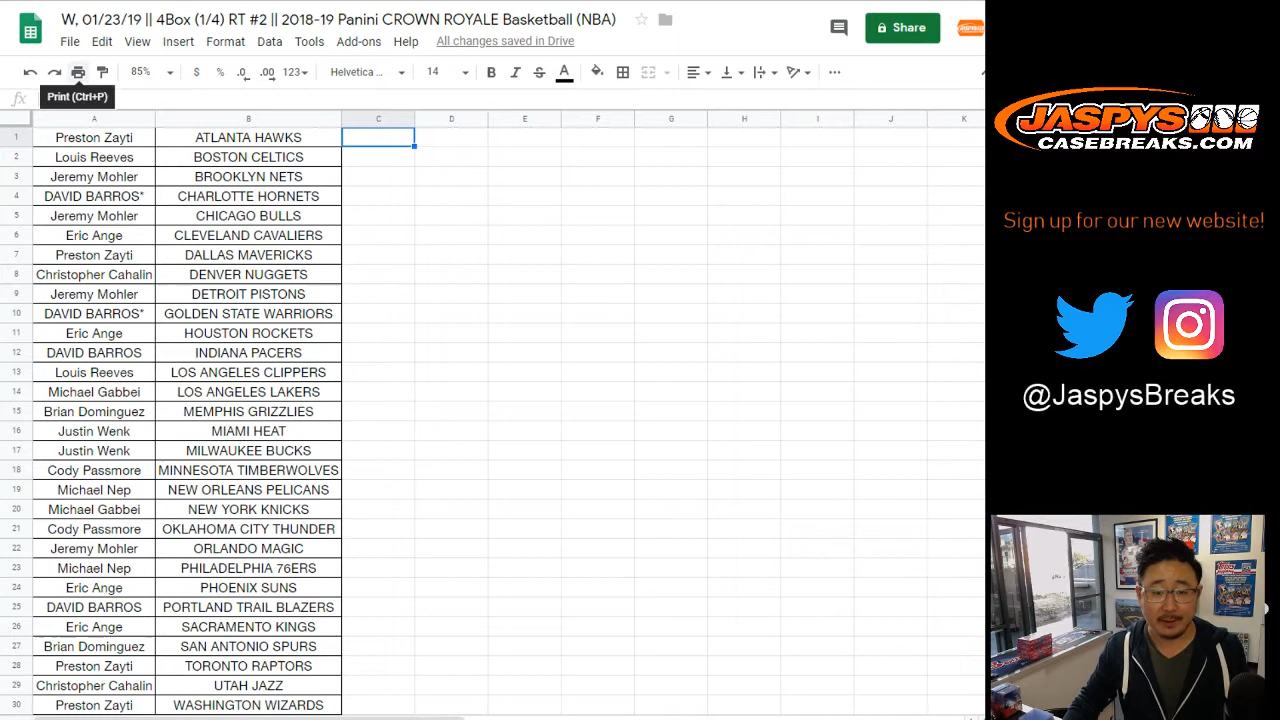 W, 01/23/19 || 4Box (1/4) RT #2 || 2018-19 Panini CROWN ROYALE Basketball (NBA)
File Edit View Insert Format Data Tools Add-ons Help All changes saved in Drive
Share
85% $ % .0 .00 123 Helvetica ... 14 B I S A
Print (Ctrl+P)
fx
A B C D E F G H I J K
1 Preston Zayti ATLANTA HAWKS
2 Louis Reeves BOSTON CELTICS
3 Jeremy Mohler BROOKLYN NETS
4 DAVID BARROS* CHARLOTTE HORNETS
5 Jeremy Mohler CHICAGO BULLS
6 Eric Ange CLEVELAND CAVALIERS
7 Preston Zayti DALLAS MAVERICKS
8 Christopher Cahalin DENVER NUGGETS
9 Jeremy Mohler DETROIT PISTONS
10 DAVID BARROS* GOLDEN STATE WARRIORS
11 Eric Ange HOUSTON ROCKETS
12 DAVID BARROS INDIANA PACERS
13 Louis Reeves LOS ANGELES CLIPPERS
14 Michael Gabbei LOS ANGELES LAKERS
15 Brian Dominguez MEMPHIS GRIZZLIES
16 Justin Wenk MIAMI HEAT
17 Justin Wenk MILWAUKEE BUCKS
18 Cody Passmore MINNESOTA TIMBERWOLVES
19 Michael Nep NEW ORLEANS PELICANS
20 Michael Gabbei NEW YORK KNICKS
21 Cody Passmore OKLAHOMA CITY THUNDER
22 Jeremy Mohler ORLANDO MAGIC
23 Michael Nep PHILADELPHIA 76ERS
24 Eric Ange PHOENIX SUNS
25 DAVID BARROS PORTLAND TRAIL BLAZERS
26 Eric Ange SACRAMENTO KINGS
27 Brian Dominguez SAN ANTONIO SPURS
28 Preston Zayti TORONTO RAPTORS
29 Christopher Cahalin UTAH JAZZ
30 Preston Zayti WASHINGTON WIZARDS
JASPYS
CASEBREAKS.COM
Sign up for our new website!
@JaspysBreaks